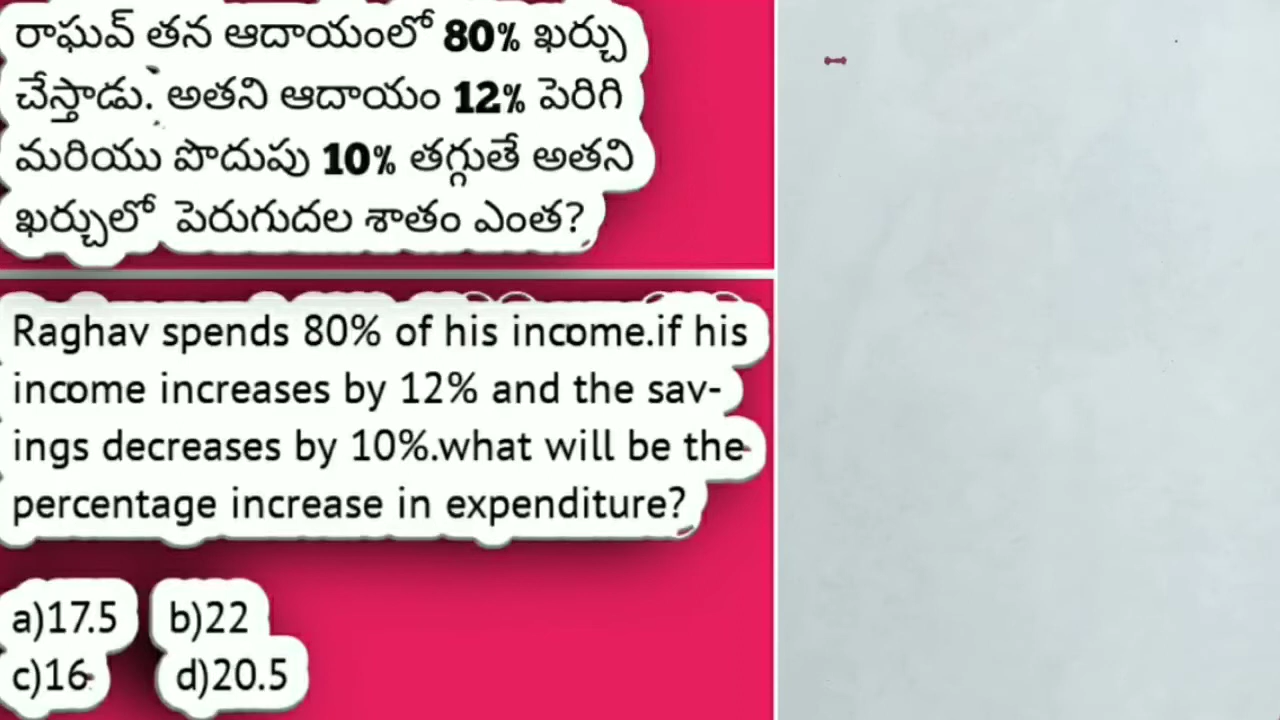 రాఘవ్ తన ఆదాయంలో 80% ఖర్చు
చేస్తాడు. అతని ఆదాయం 12% పెరిగి
మరియు పొదుపు 10% తగ్గుతే అతని
ఖర్చులో పెరుగుదల శాతం ఎంత?
Raghav spends 80% of his income.if his
income increases by 12% and the sav-
ings decreases by 10%.what will be the
percentage increase in expenditure?
a)17.5 b)22
c)16 d)20.5